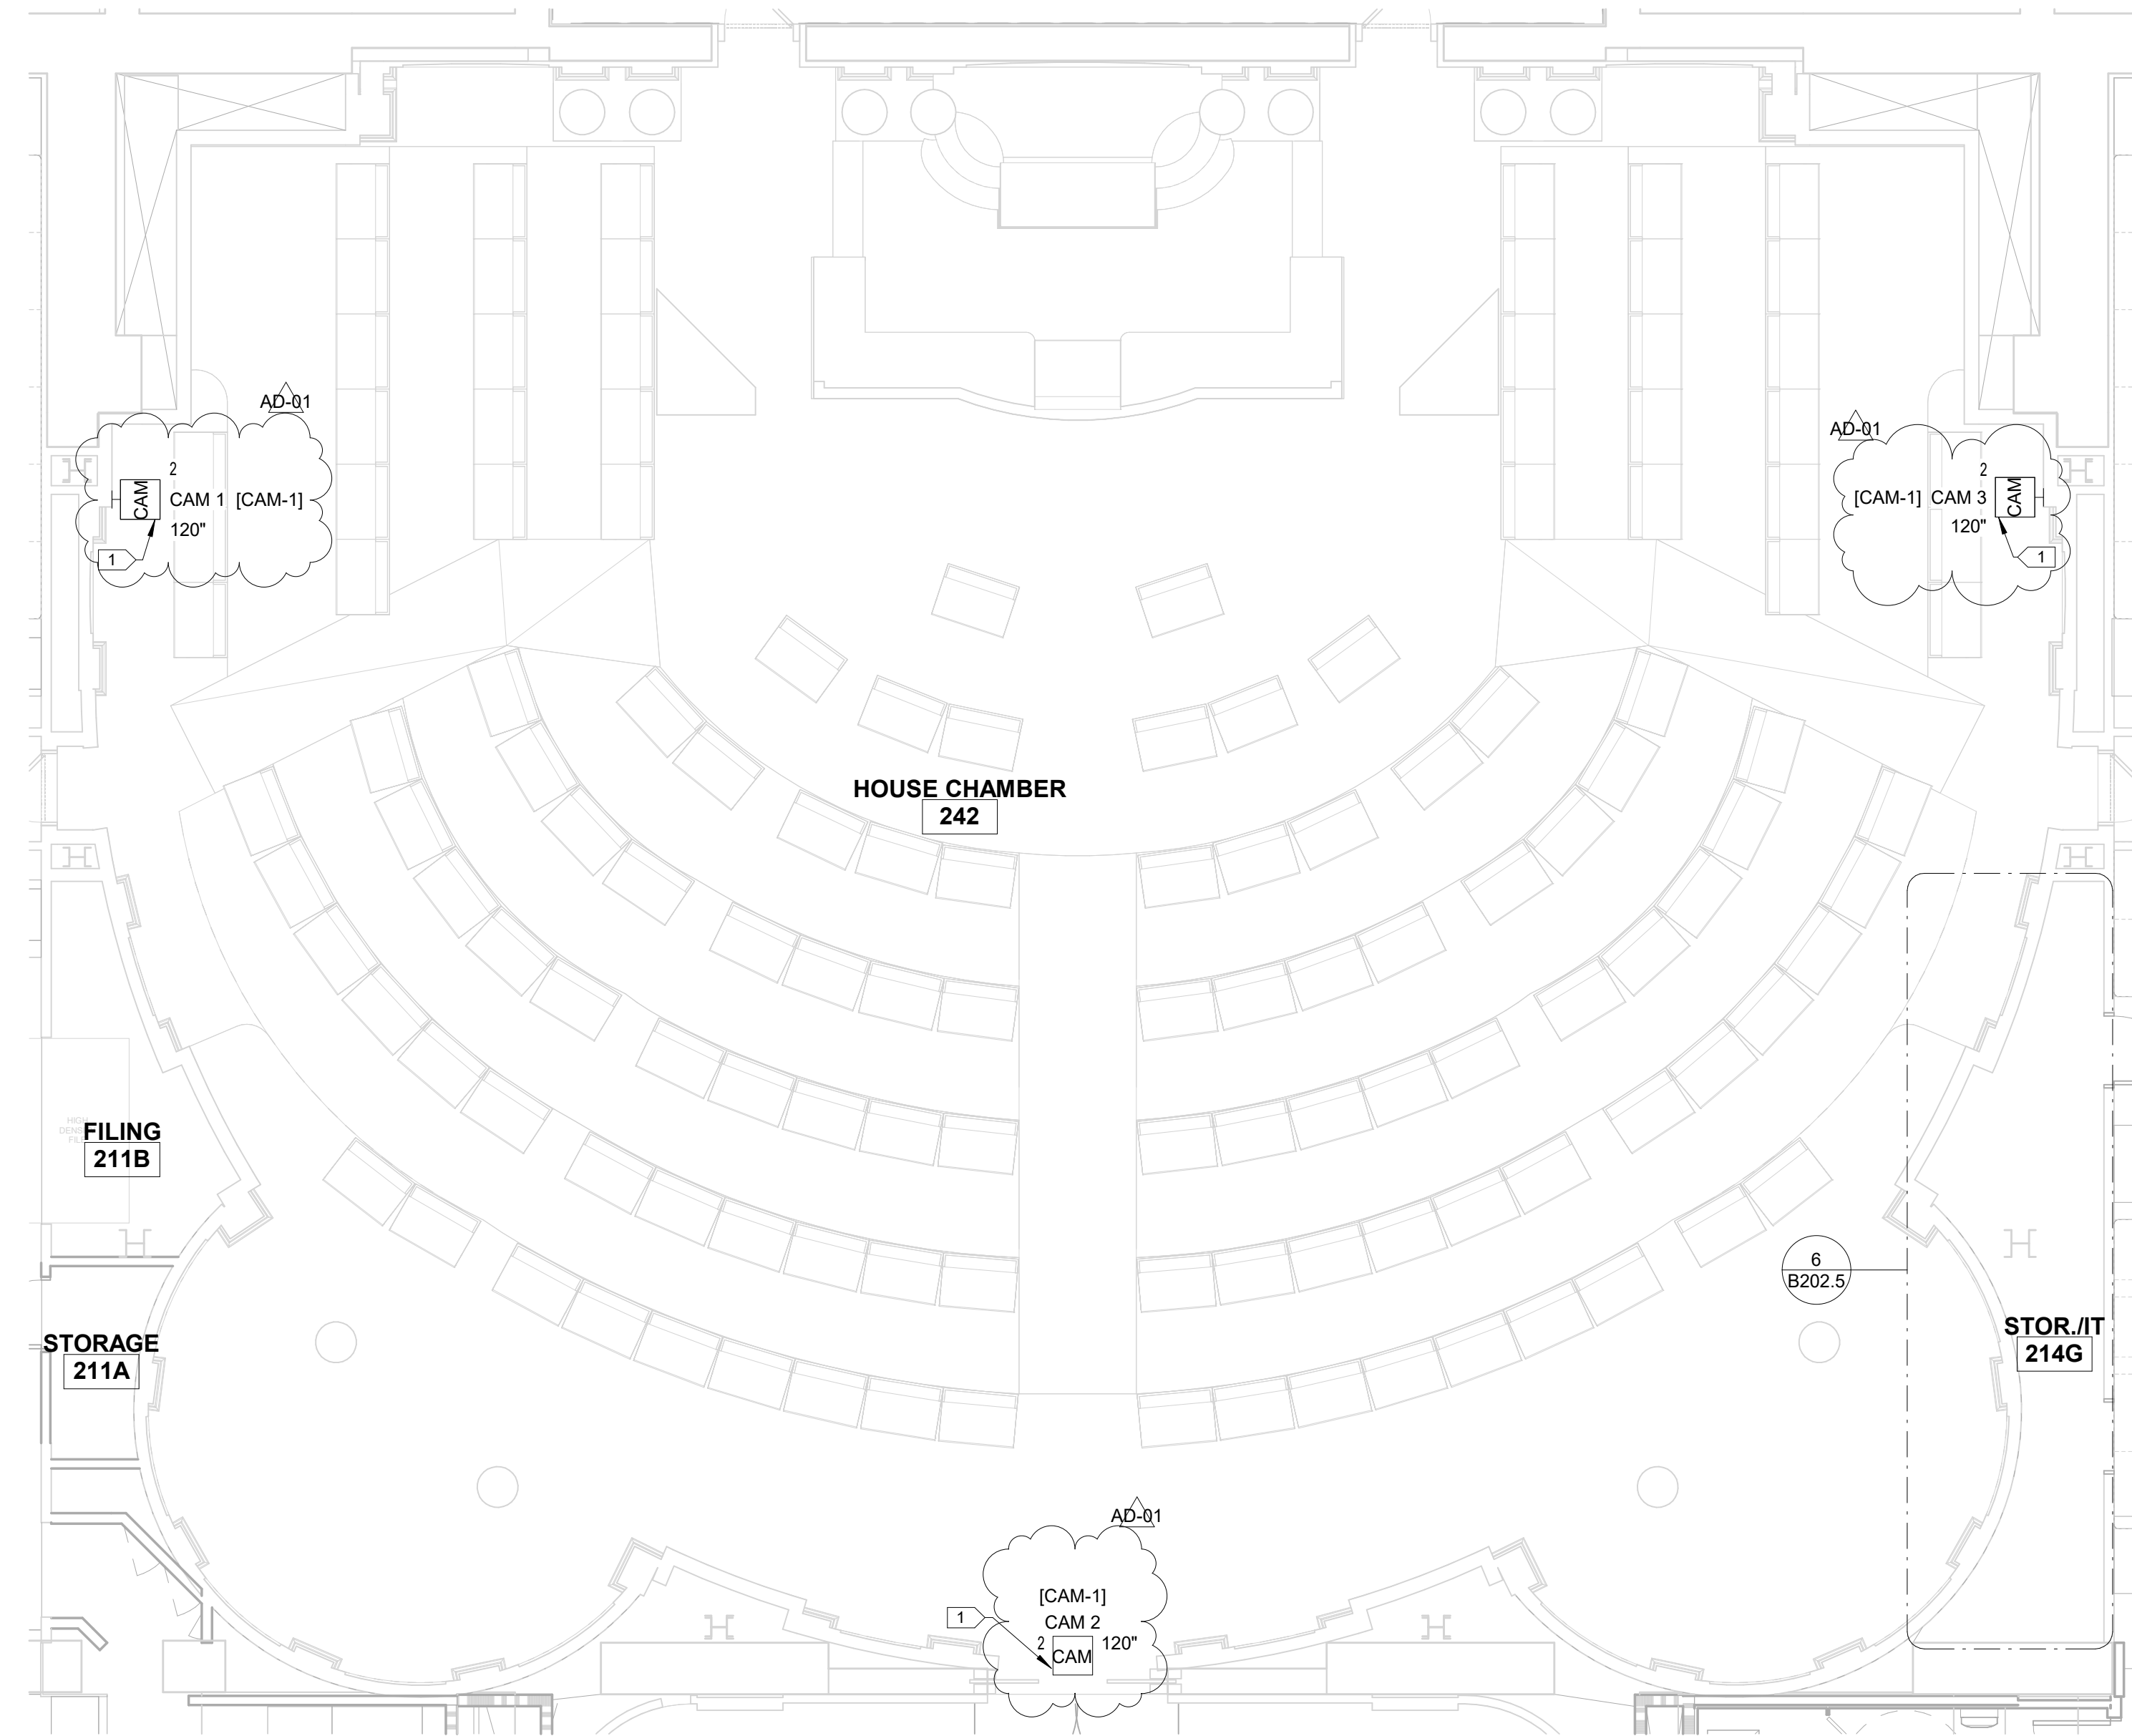 AD-01
2
CAM
CAM 1 [CAM-1]
120"
1
AD-01
2
[CAM-1] CAM 3
CAM
120"
1
HOUSE CHAMBER
242
HIGH
FILING
211B
6
B202.5
STORAGE
211A
STOR./IT
214G
AD-01
[CAM-1]
1
CAM 2
2
CAM
120"